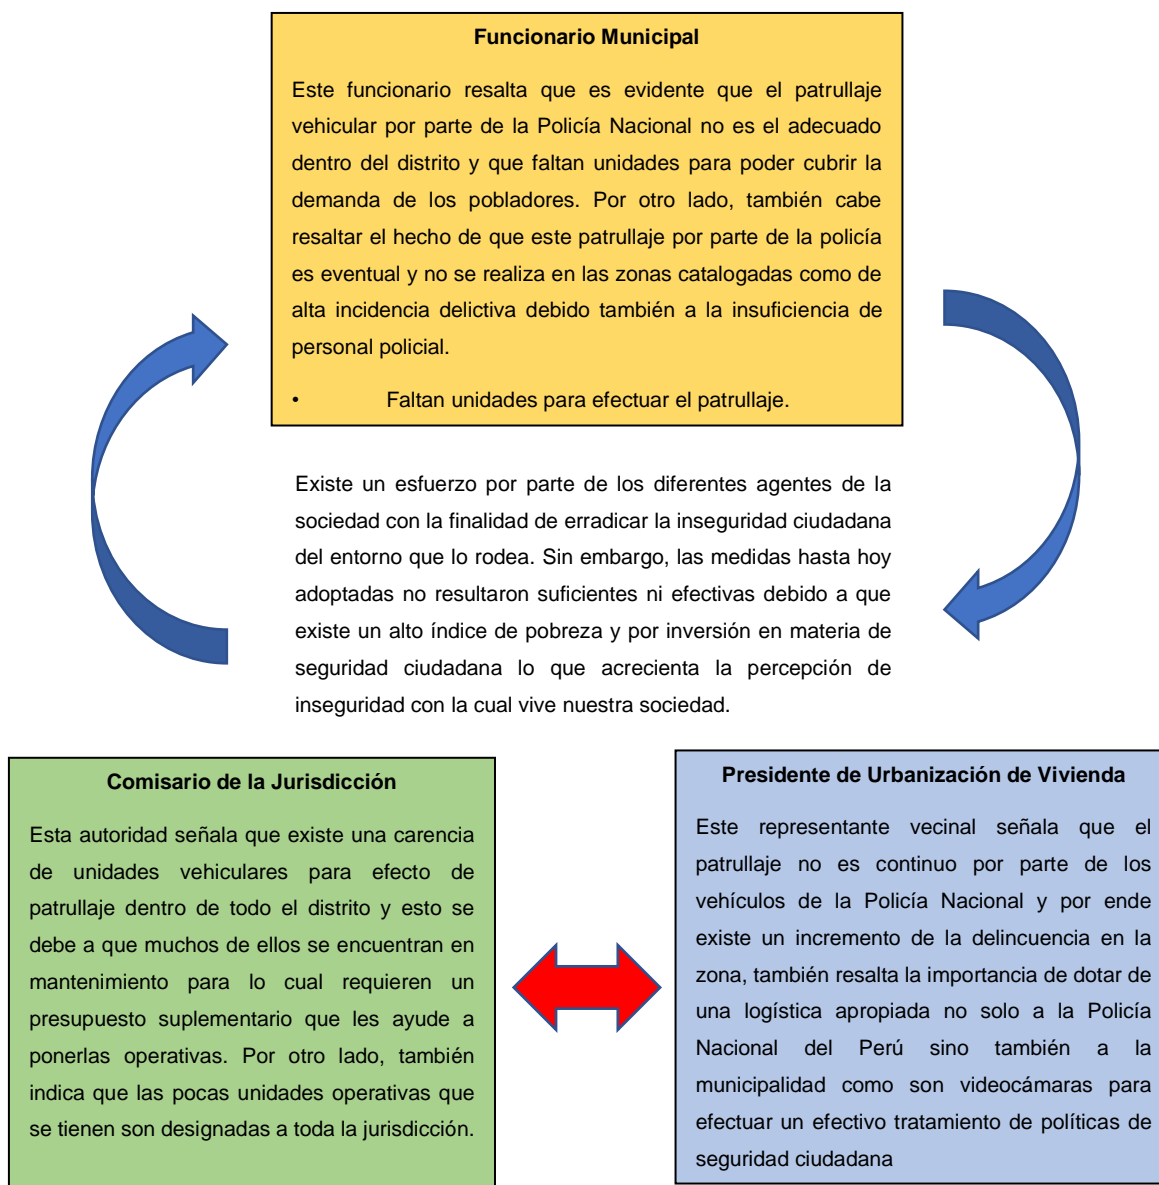 Funcionario Municipal
Este funcionario resalta que es evidente que el patrullaje
vehicular por parte de la Policía Nacional no es el adecuado
dentro del distrito y que faltan unidades para poder cubrir la
demanda de los pobladores. Por otro lado, también cabe
resaltar el hecho de que este patrullaje por parte de la policía
es eventual y no se realiza en las zonas catalogadas como de
alta incidencia delictiva debido también a la insuficiencia de
personal policial.
• Faltan unidades para efectuar el patrullaje.
Existe un esfuerzo por parte de los diferentes agentes de la
sociedad con la finalidad de erradicar la inseguridad ciudadana
del entorno que lo rodea. Sin embargo, las medidas hasta hoy
adoptadas no resultaron suficientes ni efectivas debido a que
existe un alto índice de pobreza y por inversión en materia de
seguridad ciudadana lo que acrecienta la percepción de
inseguridad con la cual vive nuestra sociedad.
Comisario de la Jurisdicción
Esta autoridad señala que existe una carencia
de unidades vehiculares para efecto de
patrullaje dentro de todo el distrito y esto se
debe a que muchos de ellos se encuentran en
mantenimiento para lo cual requieren un
presupuesto suplementario que les ayude a
ponerlas operativas. Por otro lado, también
indica que las pocas unidades operativas que
se tienen son designadas a toda la jurisdicción.
Presidente de Urbanización de Vivienda
Este representante vecinal señala que el
patrullaje no es continuo por parte de los
vehículos de la Policía Nacional y por ende
existe un incremento de la delincuencia en la
zona, también resalta la importancia de dotar de
una logística apropiada no solo a la Policía
Nacional del Perú sino también a la
municipalidad como son videocámaras para
efectuar un efectivo tratamiento de políticas de
seguridad ciudadana